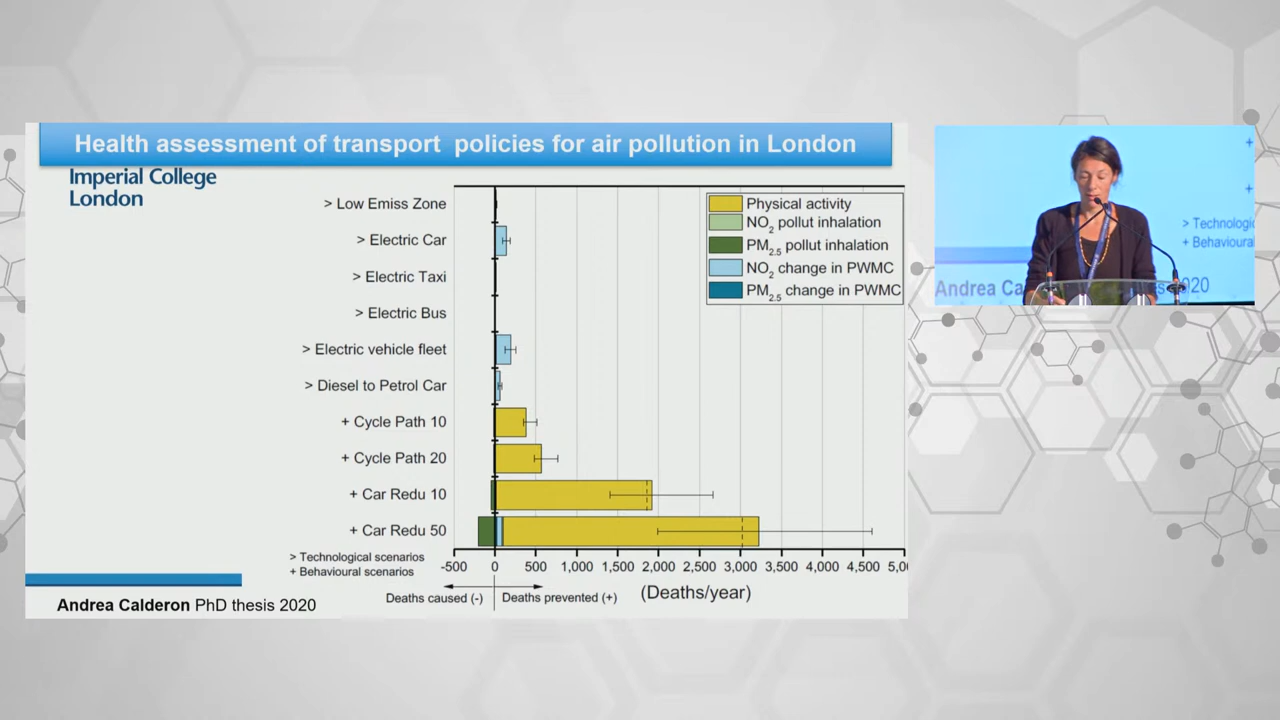 Health assessment of transport policies for air pollution in London
Imperial College
London
> Low Emiss Zone
> Electric Car
> Electric Taxi
> Electric Bus
> Electric vehicle fleet
> Diesel to Petrol Car
+ Cycle Path 10
+ Cycle Path 20
+ Car Redu 10
+ Car Redu 50
Physical activity
NO2 pollut inhalation
PM2.5 pollut inhalation
NO2 change in PWMC
PM2.5 change in PWMC
> Technological scenarios
+ Behavioural scenarios
-500 0 500 1,000 1,500 2,000 2,500 3,000 3,500 4,000 4,500 5,0
Deaths caused (-) Deaths prevented (+) (Deaths/year)
Andrea Calderon PhD thesis 2020
+
+
> Technologic
+ Behavioural
Andrea Ca
2020